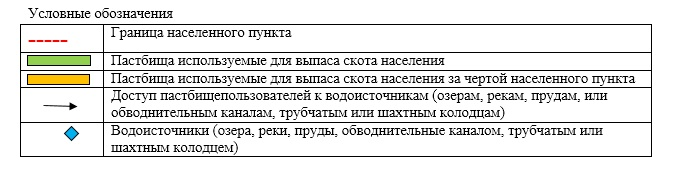 Условные обозначения
Граница населенного пункта
Пастбища используемые для выпаса скота населения
Пастбища используемые для выпаса скота населения за чертой населенного пункта
Доступ пастбищепользователей к водоисточникам (озерам, рекам, прудам, или
обводнительным каналам, трубчатым или шахтным колодцам)
Водоисточники (озера, реки, пруды, обводнительные каналом, трубчатым или
шахтным колодцем)